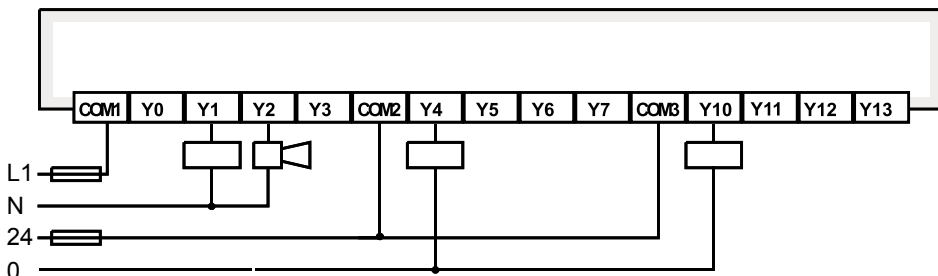 COM1 Y0 Y1 Y2 Y3 COM2 Y4 Y5 Y6 Y7 COM3 Y10 Y11 Y12 Y13
L1
N
24
0